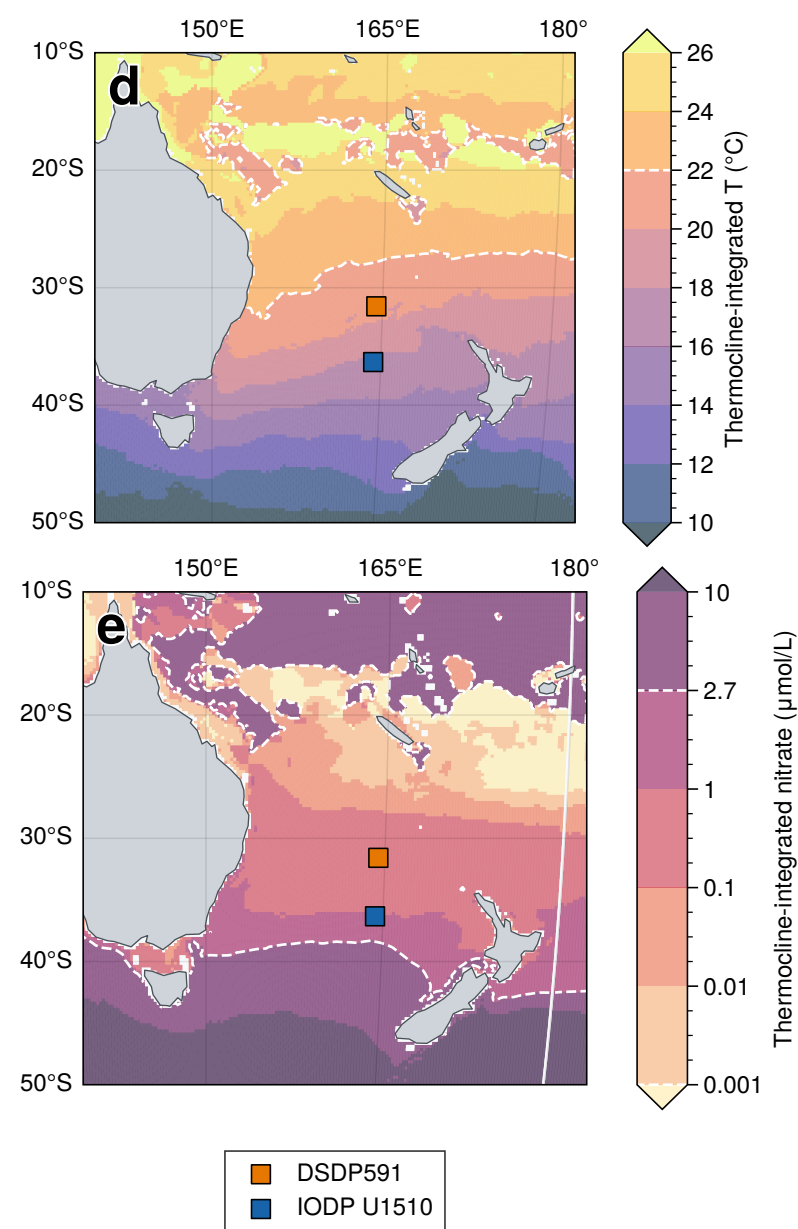 150°E 165°E 180°
10°S
20°S
30°S
40°S
50°S
d
26
24
22
20
18
16
14
12
10
Thermocline-integrated T (°C)
150°E 165°E 180°
10°S
20°S
30°S
40°S
50°S
e
10
2.7
1
0.1
0.01
0.001
Thermocline-integrated nitrate (µmol/L)
DSDP591
IODP U1510